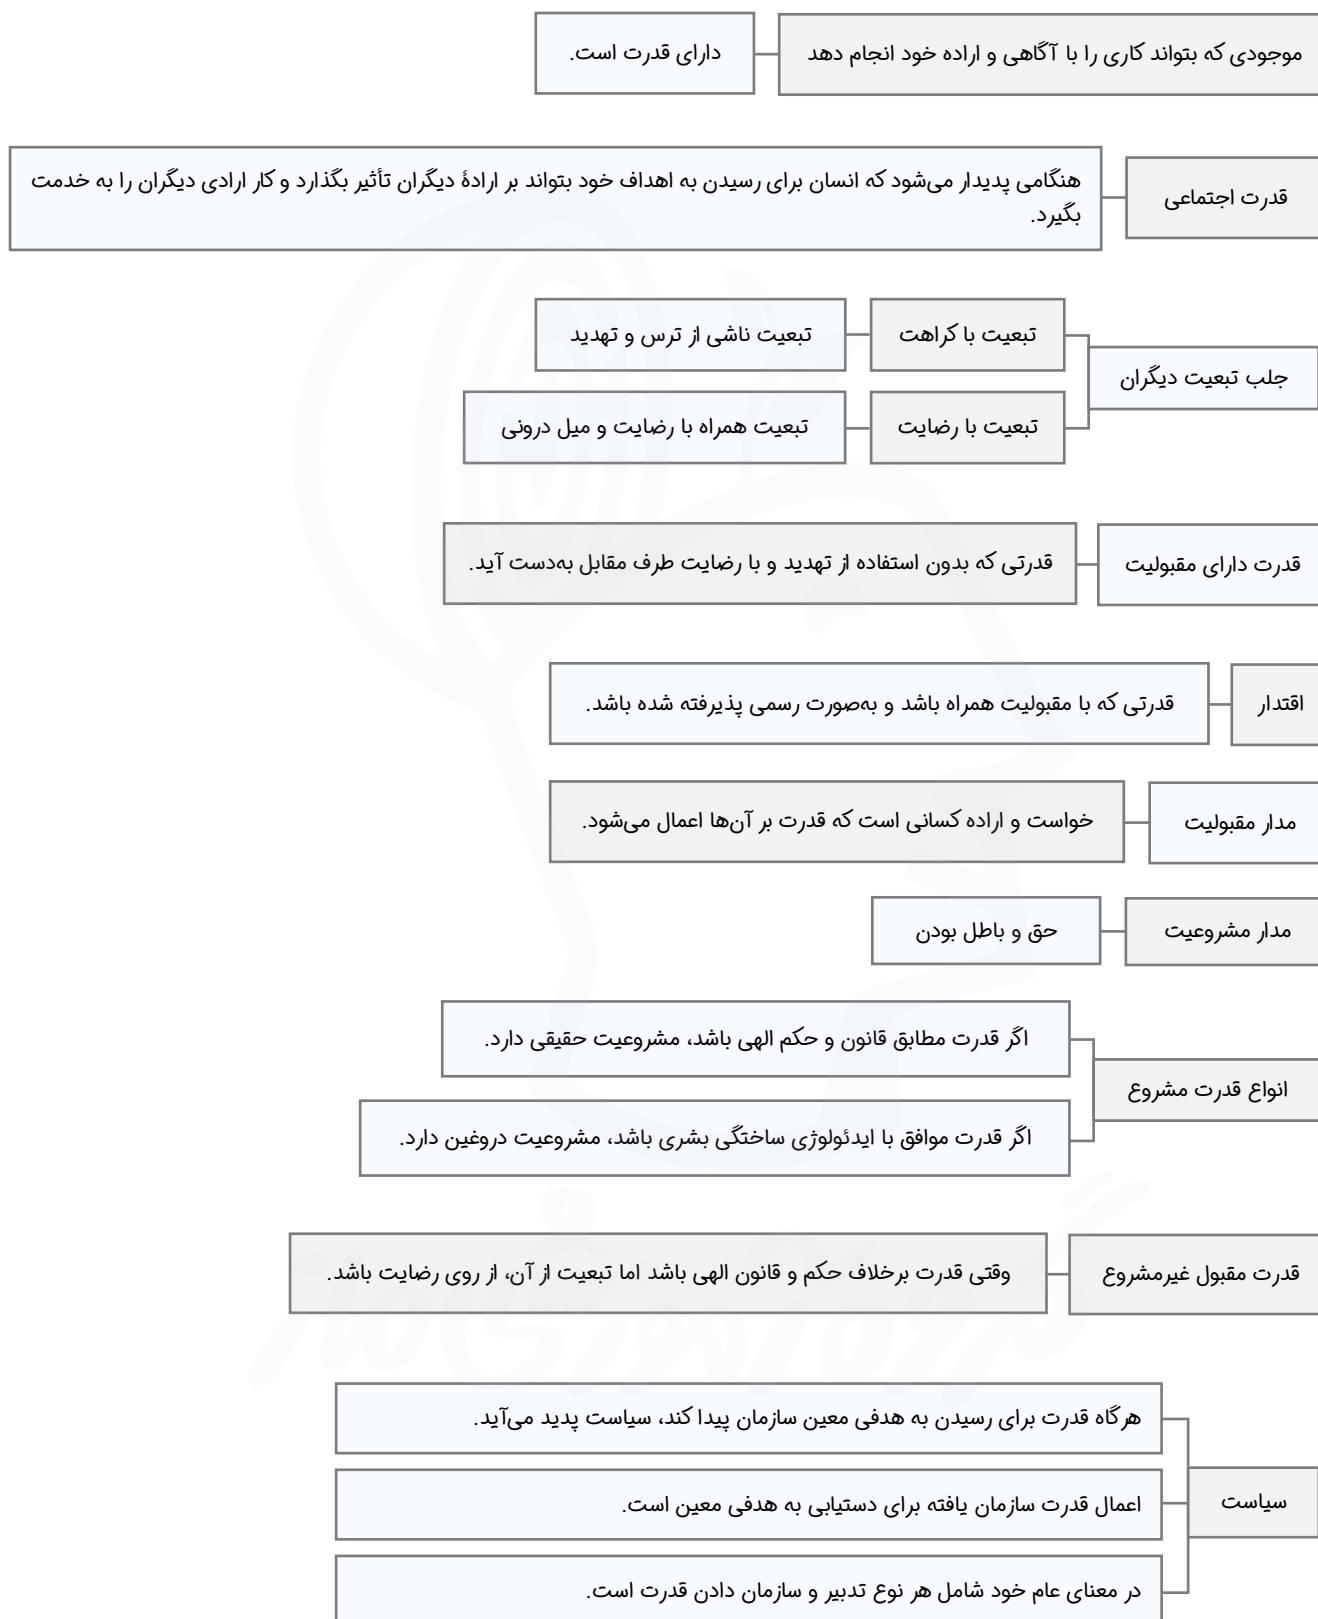 موجودی که بتواند کاری را با آگاهی و اراده خود انجام دهد
دارای قدرت است.
قدرت اجتماعی
هنگامی پدیدار می‌شود که انسان برای رسیدن به اهداف خود بتواند بر ارادهٔ دیگران تأثیر بگذارد و کار ارادی دیگران را به خدمت
بگیرد.
جلب تبعیت دیگران
تبعیت با کراهت
تبعیت ناشی از ترس و تهدید
تبعیت با رضایت
تبعیت همراه با رضایت و میل درونی
قدرت دارای مقبولیت
قدرتی که بدون استفاده از تهدید و با رضایت طرف مقابل به‌دست آید.
اقتدار
قدرتی که با مقبولیت همراه باشد و به‌صورت رسمی پذیرفته شده باشد.
مدار مقبولیت
خواست و اراده کسانی است که قدرت بر آن‌ها اعمال می‌شود.
مدار مشروعیت
حق و باطل بودن
انواع قدرت مشروع
اگر قدرت مطابق قانون و حکم الهی باشد، مشروعیت حقیقی دارد.
اگر قدرت موافق با ایدئولوژی ساختگی بشری باشد، مشروعیت دروغین دارد.
قدرت مقبول غیرمشروع
وقتی قدرت برخلاف حکم و قانون الهی باشد اما تبعیت از آن، از روی رضایت باشد.
سیاست
هرگاه قدرت برای رسیدن به هدفی معین سازمان پیدا کند، سیاست پدید می‌آید.
اعمال قدرت سازمان یافته برای دستیابی به هدفی معین است.
در معنای عام خود شامل هر نوع تدبیر و سازمان دادن قدرت است.
گروه آموزشی ماز